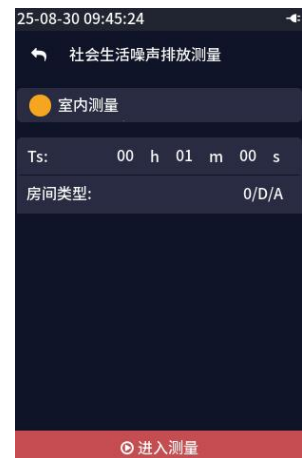 25-08-30 09:45:24
社会生活噪声排放测量
室内测量
Ts: 00 h 01 m 00 s
房间类型: 0/D/A
进入测量